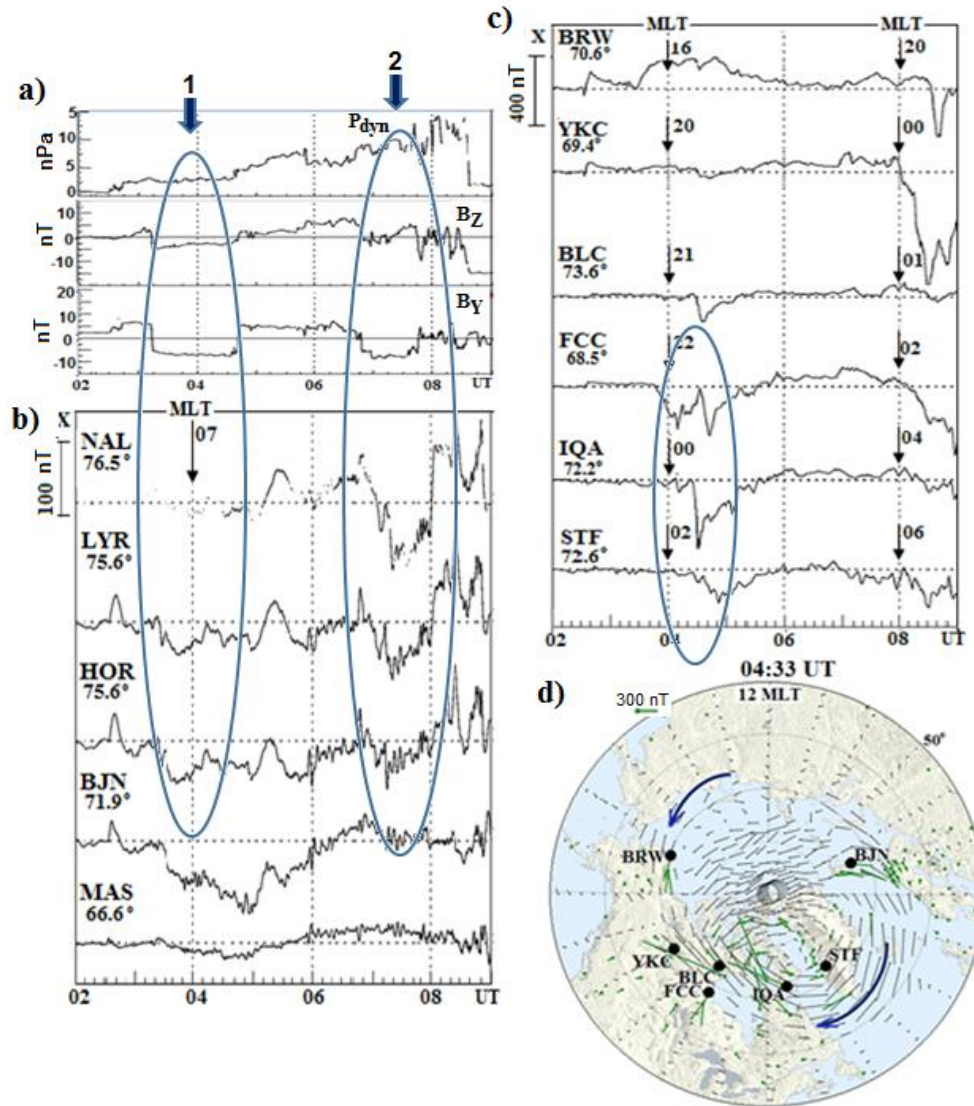 a)
1
2
P_dyn
nPa
5
10
5
0
B_Z
nT
10
0
-10
B_Y
nT
20
10
0
-10
02
04
06
08
UT
b)
X
100 nT
MLT
07
NAL
76.5°
LYR
75.6°
HOR
75.6°
BJN
71.9°
MAS
66.6°
02
04
06
08
UT
c)
X
400 nT
MLT
MLT
BRW
70.6°
16
20
YKC
69.4°
20
00
BLC
73.6°
21
01
FCC
68.5°
22
02
IQA
72.2°
00
04
STF
72.6°
02
06
02
06
08
UT
04:33 UT
d)
300 nT
12 MLT
50°
BRW
BJN
YKC
BLC
FCC
IQA
STF